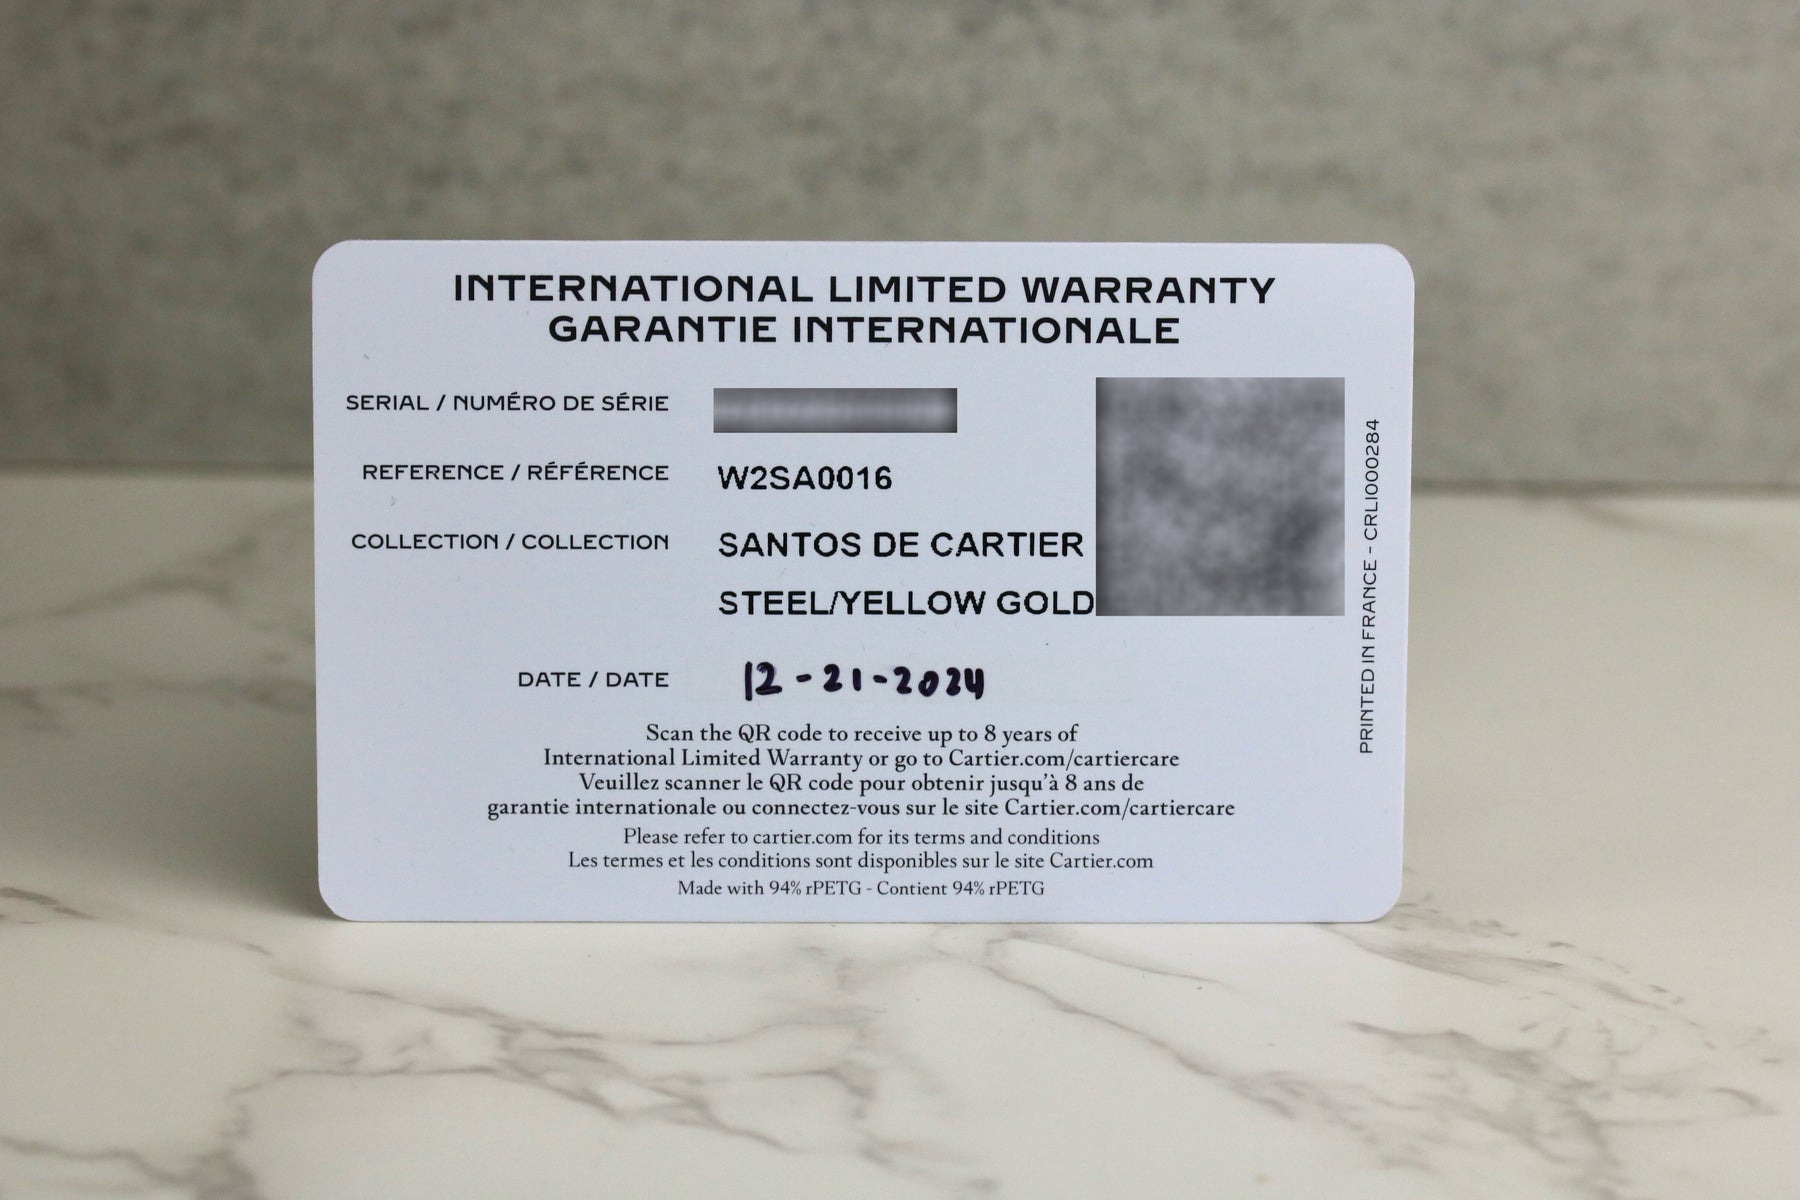 INTERNATIONAL LIMITED WARRANTY
GARANTIE INTERNATIONALE
SERIAL / NUMÉRO DE SÉRIE
REFERENCE / RÉFÉRENCE W2SA0016
COLLECTION / COLLECTION SANTOS DE CARTIER
STEEL/YELLOW GOLD
DATE / DATE 12-21-2024
Scan the QR code to receive up to 8 years of
International Limited Warranty or go to Cartier.com/cartiercare
Veuillez scanner le QR code pour obtenir jusqu'à 8 ans de
garantie internationale ou connectez-vous sur le site Cartier.com/cartiercare
Please refer to cartier.com for its terms and conditions
Les termes et les conditions sont disponibles sur le site Cartier.com
Made with 94% rPETG - Contient 94% rPETG
PRINTED IN FRANCE - CRLI000284